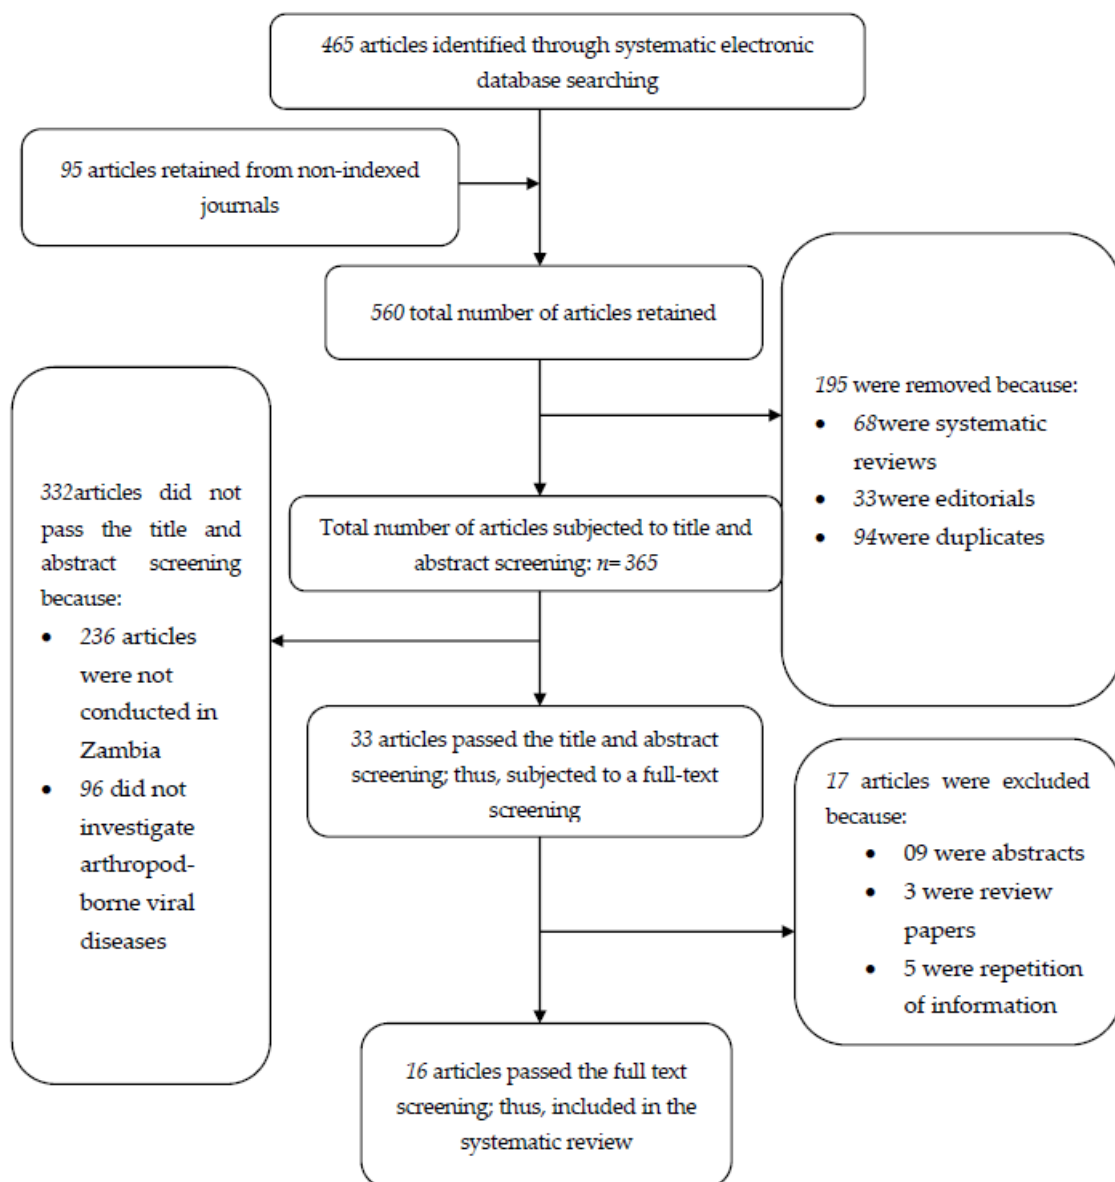 465 articles identified through systematic electronic
database searching
95 articles retained from non-indexed
journals
560 total number of articles retained
195 were removed because:
• 68were systematic
reviews
• 33were editorials
• 94were duplicates
Total number of articles subjected to title and
abstract screening: n= 365
332articles did not
pass the title and
abstract screening
because:
• 236 articles
were not
conducted in
Zambia
• 96 did not
investigate
arthropod-
borne viral
diseases
33 articles passed the title and abstract
screening; thus, subjected to a full-text
screening
17 articles were excluded
because:
• 09 were abstracts
• 3 were review
papers
• 5 were repetition
of information
16 articles passed the full text
screening; thus, included in the
systematic review